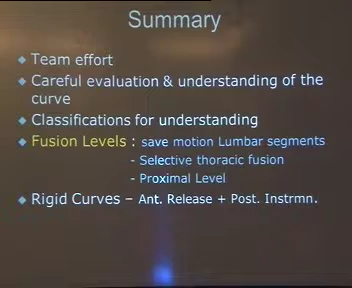 Summary
Team effort
Careful evaluation & understanding of the
curve
Classifications for understanding
Fusion Levels : save motion Lumbar segments
- Selective thoracic fusion
- Proximal Level
Rigid Curves – Ant. Release + Post. Instrmn.